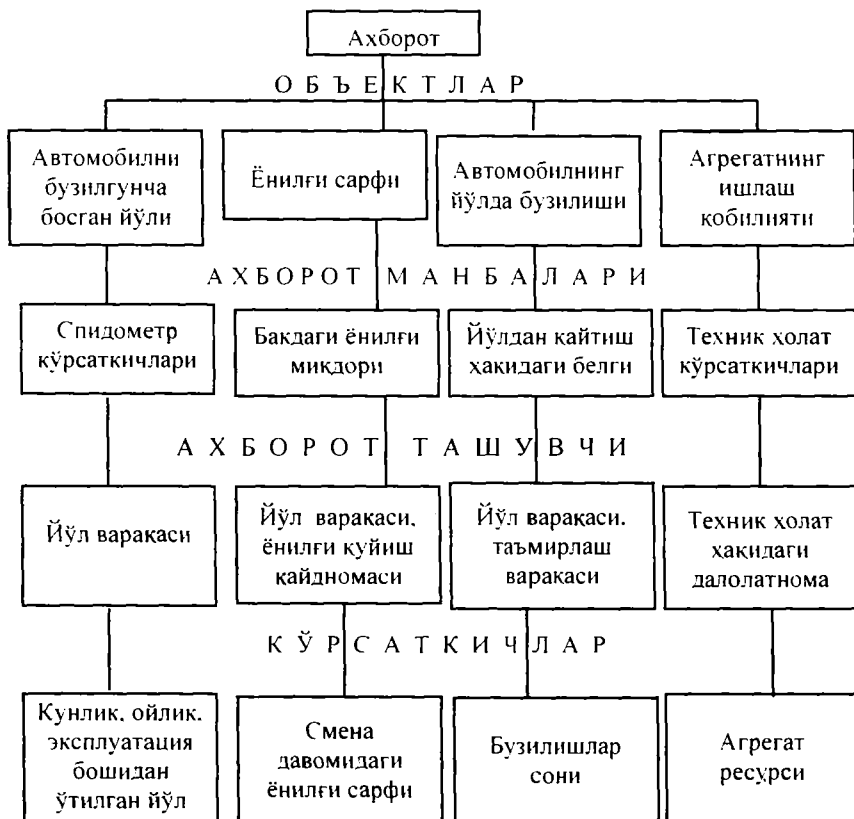 Ахборот
ОБЪЕКТЛАР
Автомобилни
бузилгунча
босган йўли
Ёнилғи сарфи
Автомобилнинг
йўлда бузилиши
Агрегатнинг
ишлаш
қобилияти
АХБОРОТ МАНБАЛАРИ
Спидометр
кўрсаткичлари
Бакдаги ёнилғи
миқдори
Йўлдан қайтиш
ҳақидаги белги
Техник холат
кўрсаткичлари
АХБОРОТ ТАШУВЧИ
Йўл варақаси
Йўл варақаси,
ёнилғи қуйиш
қайдномаси
Йўл варақаси.
таъмирлаш
варақаси
Техник холат
ҳақидаги
далолатнома
КЎРСАТКИЧЛАР
Кунлик. ойлик.
эксплуатация
бошидан
ўтилган йўл
Смена
давомидаги
ёнилғи сарфи
Бузилишлар
сони
Агрегат
ресурси